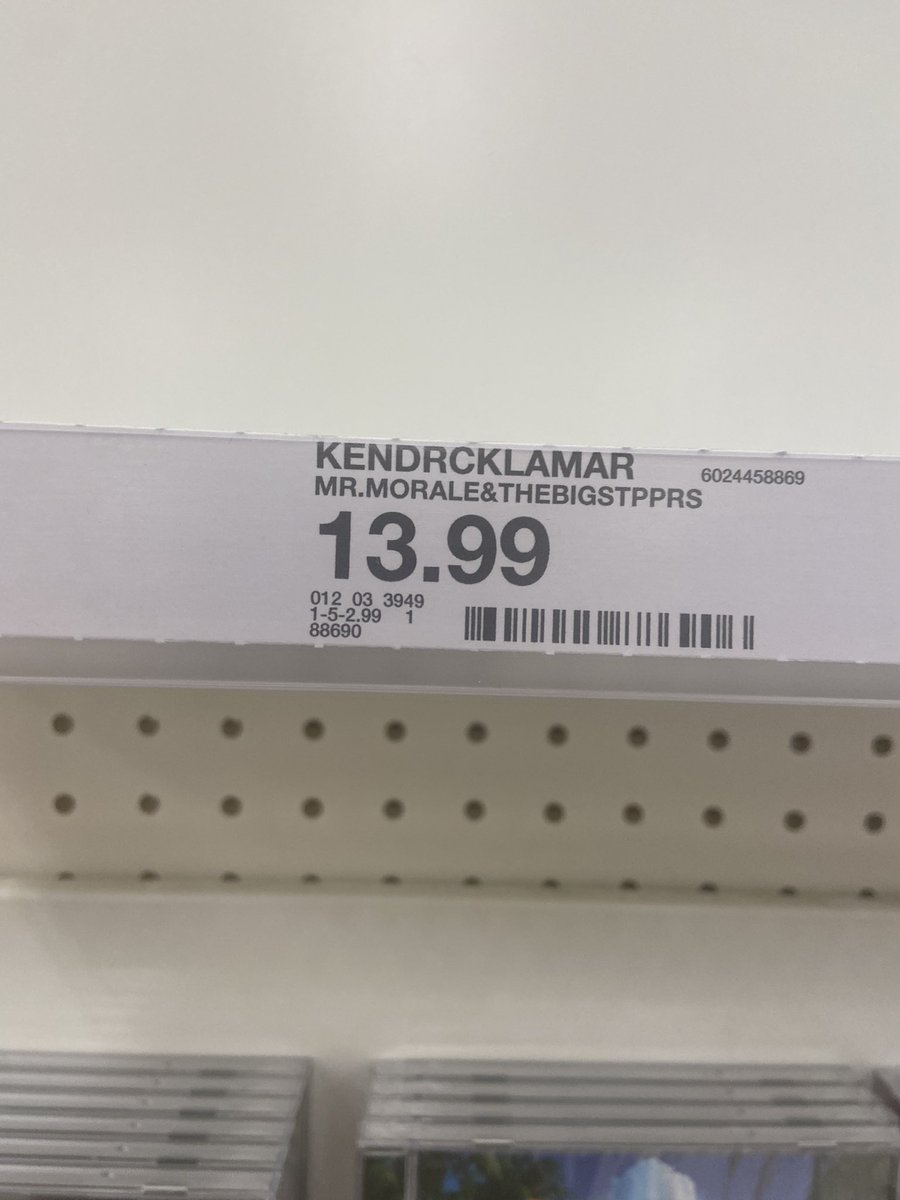 KENDRCKLAMAR
6024458869
MR.MORALE&THEBIGSTPPRS
13.99
012 03 3949
1-5-2.99 1
88690